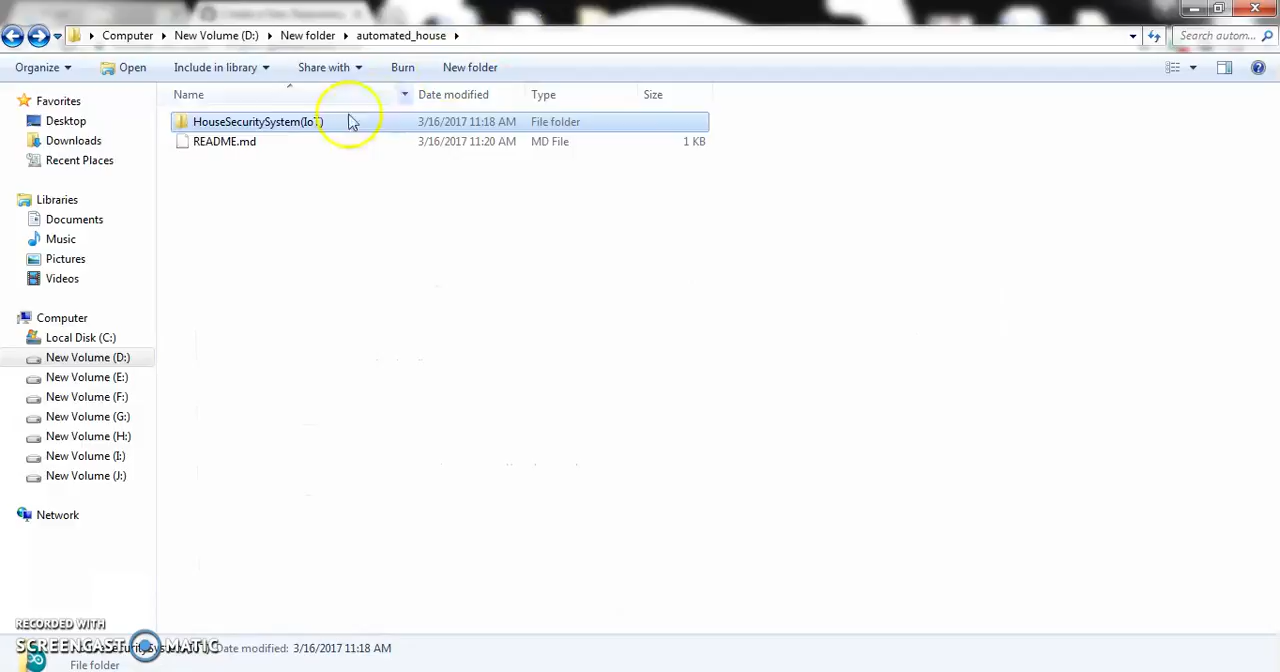 Computer New Volume (D:) New folder automated_house Search autom...
Organize Open Include in library Share with Burn New folder
Name Date modified Type Size
Favorites
Desktop
Downloads
Recent Places
Libraries
Documents
Music
Pictures
Videos
Computer
Local Disk (C:)
New Volume (D:)
New Volume (E:)
New Volume (F:)
New Volume (G:)
New Volume (H:)
New Volume (I:)
New Volume (J:)
Network
HouseSecuritySystem(IoT) 3/16/2017 11:18 AM File folder
README.md 3/16/2017 11:20 AM MD File 1 KB
RECORDED WITH
SCREENCAST MATIC
Date modified: 3/16/2017 11:18 AM
File folder